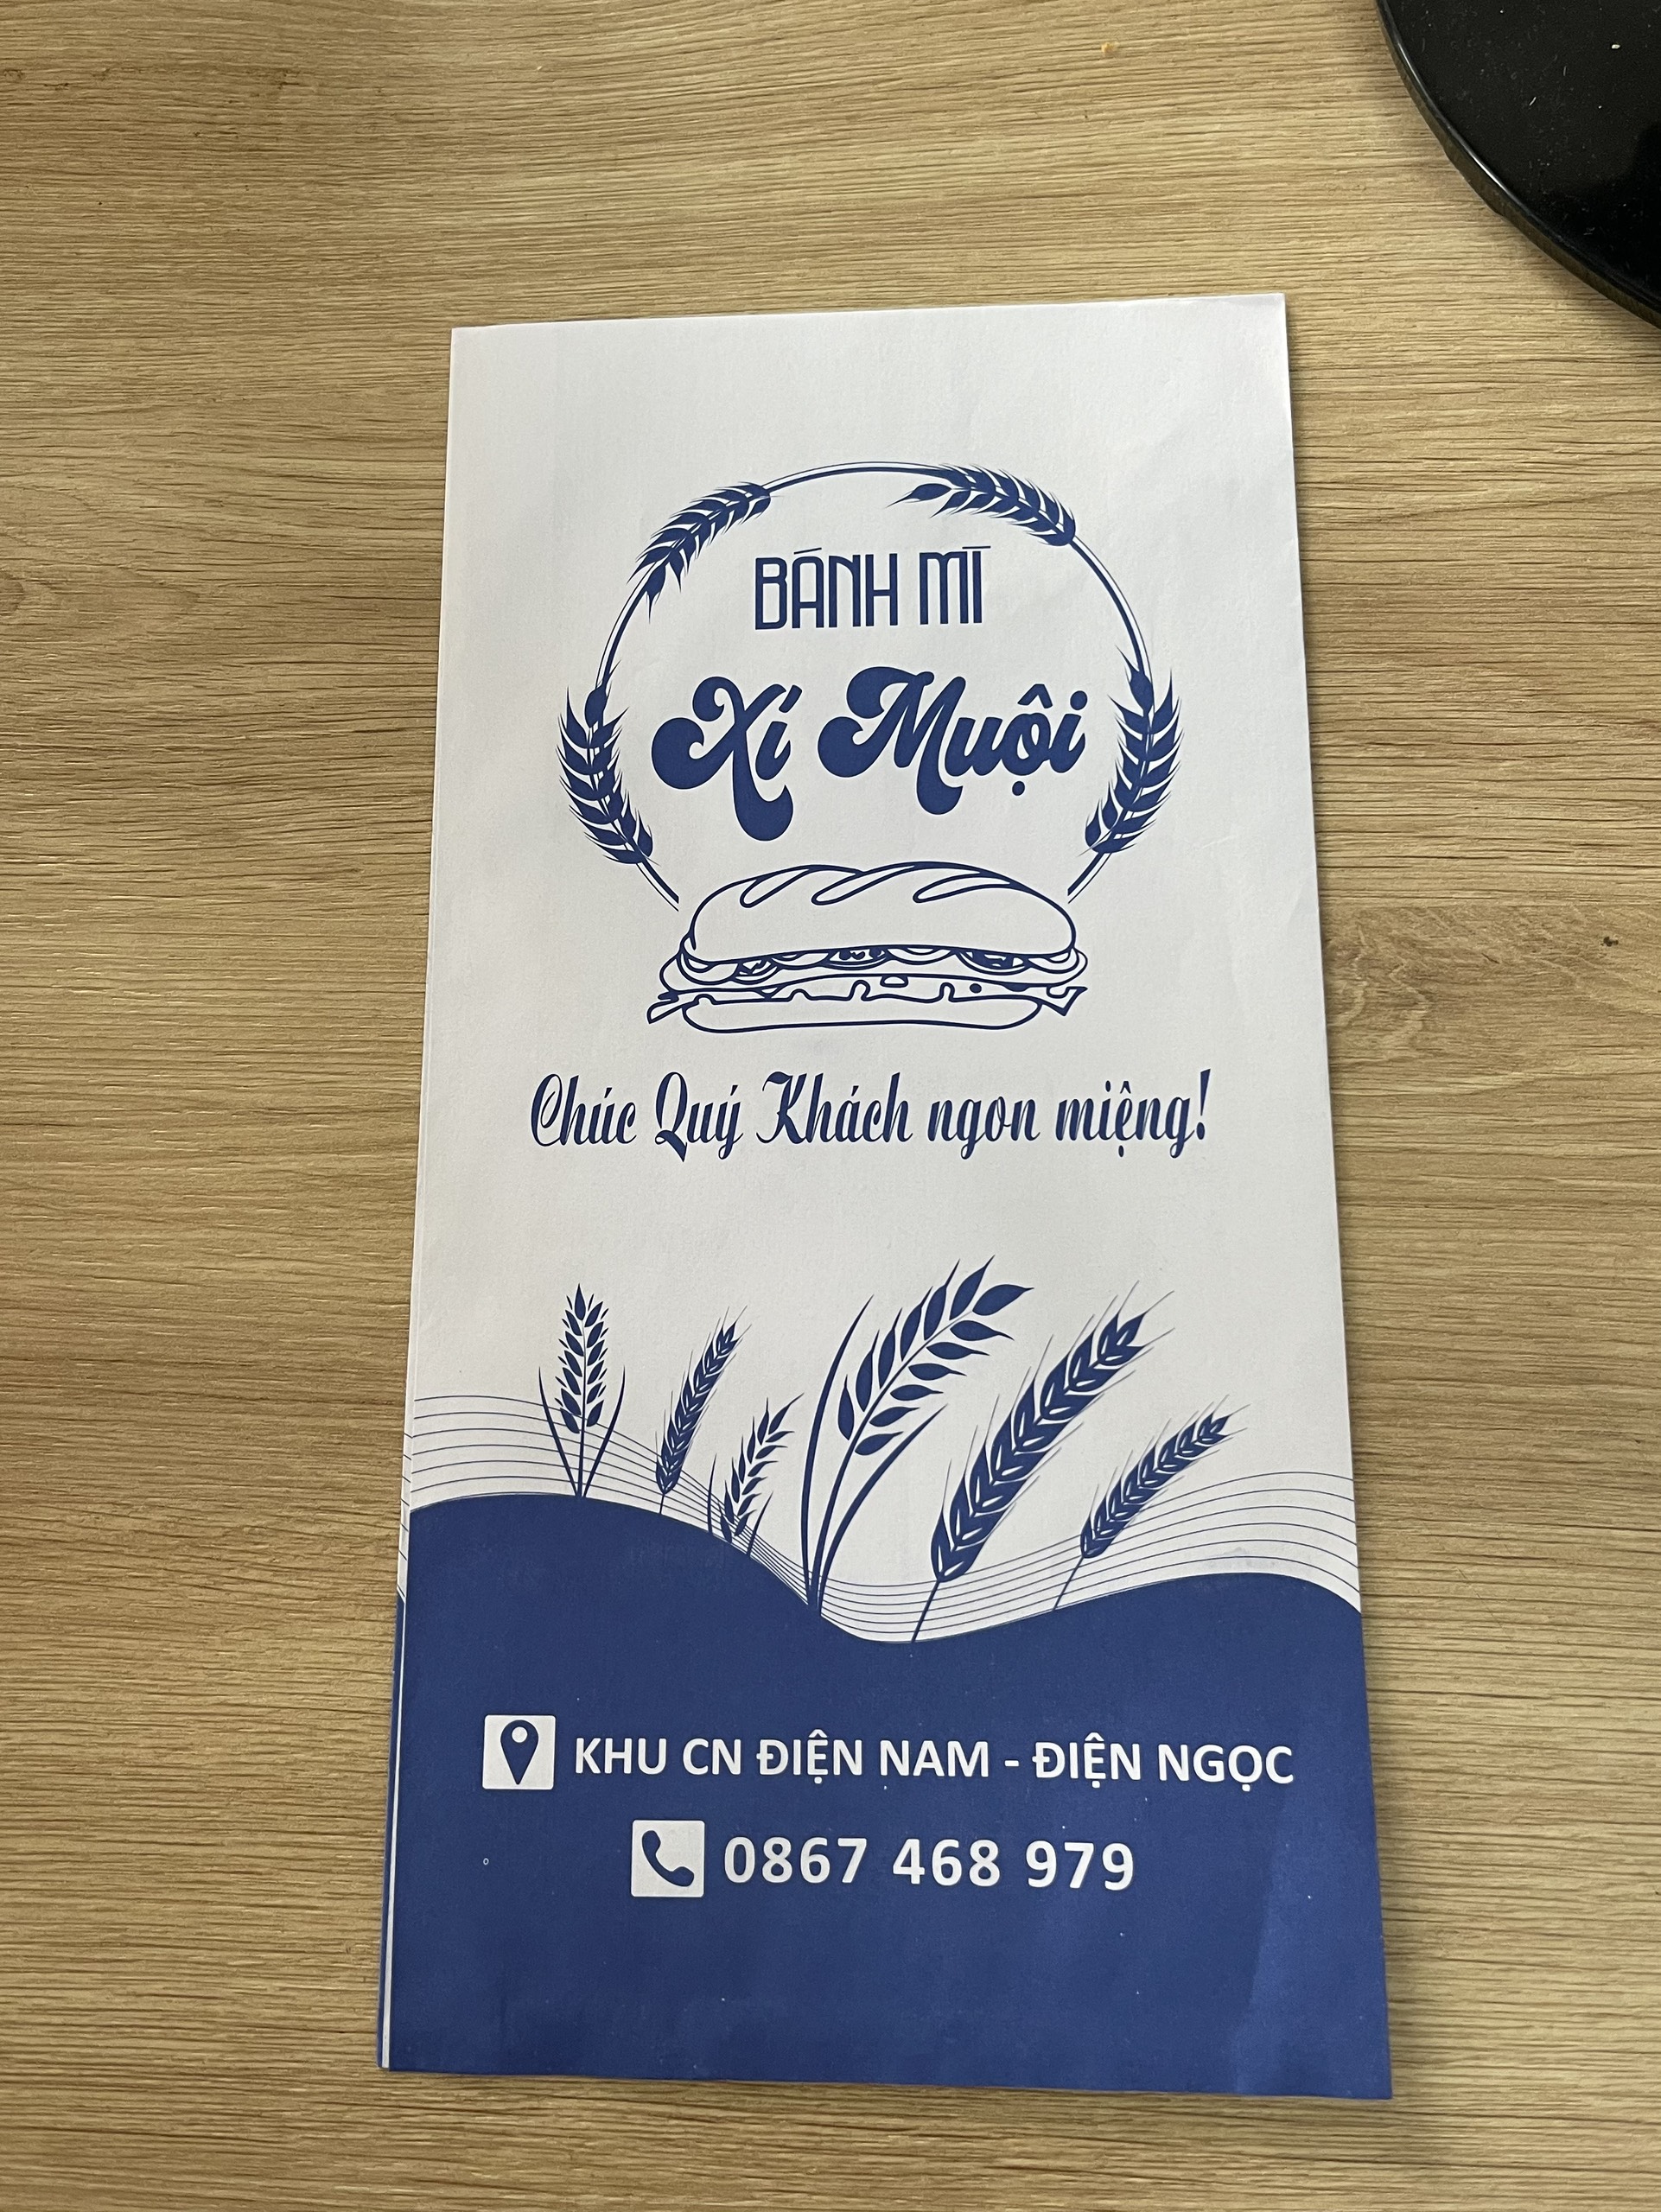 BÁNH MÌ
Xí Muội
Chúc Quý Khách ngon miệng!
KHU CN ĐIỆN NAM - ĐIỆN NGỌC
0867 468 979